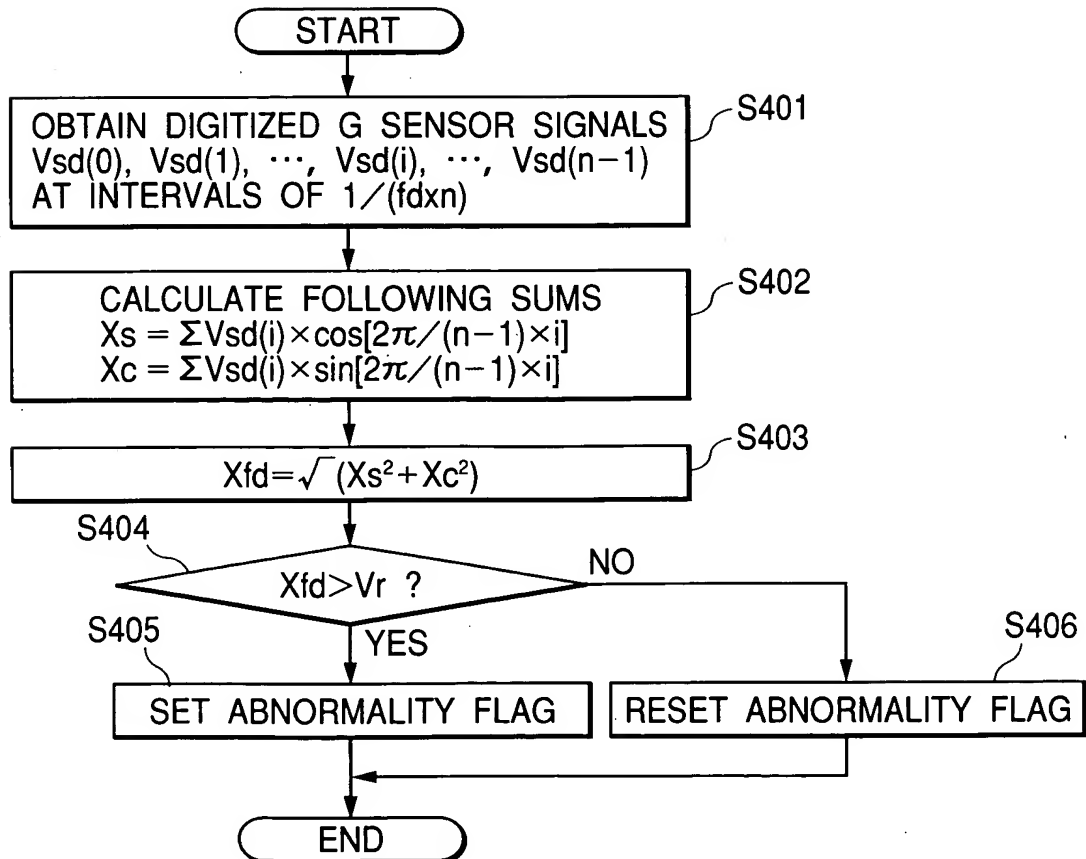 START
S401
OBTAIN DIGITIZED G SENSOR SIGNALS
Vsd(0), Vsd(1), ···, Vsd(i), ···, Vsd(n−1)
AT INTERVALS OF 1/(fdxn)
S402
CALCULATE FOLLOWING SUMS
Xs = ΣVsd(i)×cos[2π/(n−1)×i]
Xc = ΣVsd(i)×sin[2π/(n−1)×i]
S403
Xfd=√(Xs²+Xc²)
S404
Xfd>Vr ?
NO
YES
S405
SET ABNORMALITY FLAG
S406
RESET ABNORMALITY FLAG
END